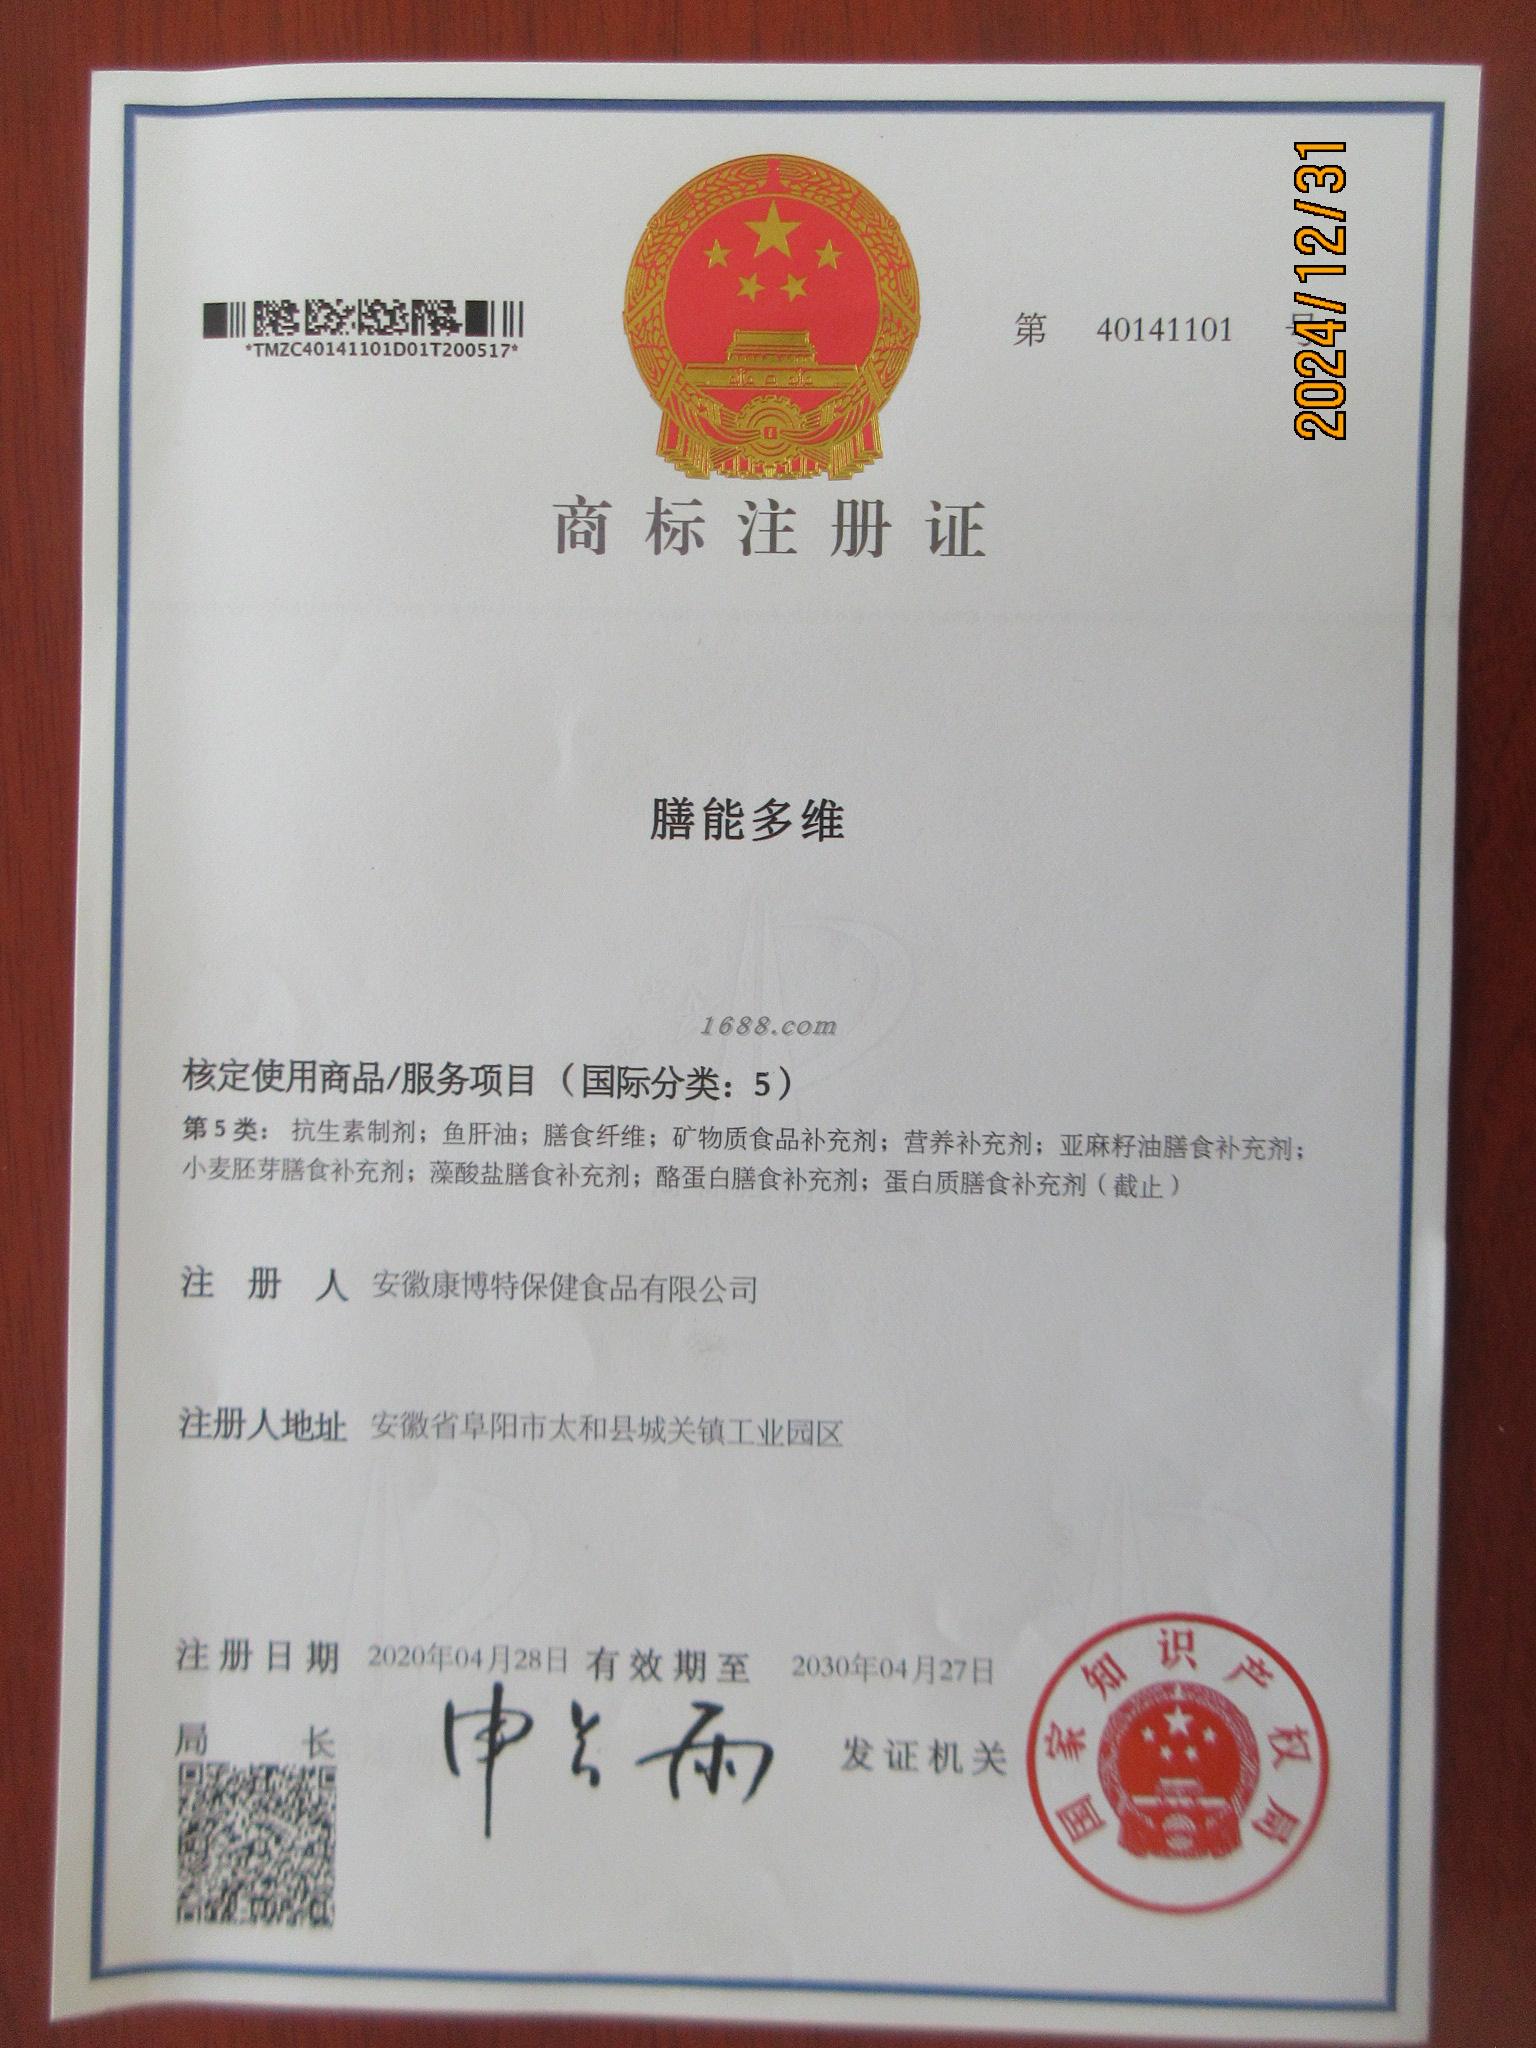 2024/12/31
*TMZC40141101D01T200517*
第 40141101 号
商标注册证
膳能多维
1688.com
核定使用商品/服务项目（国际分类：5）
第5类：抗生素制剂；鱼肝油；膳食纤维；矿物质食品补充剂；营养补充剂；亚麻籽油膳食补充剂；
小麦胚芽膳食补充剂；藻酸盐膳食补充剂；酪蛋白膳食补充剂；蛋白质膳食补充剂（截止）
注册人 安徽康博特保健食品有限公司
注册人地址 安徽省阜阳市太和县城关镇工业园区
注册日期 2020年04月28日 有效期至 2030年04月27日
局长 申长雨 发证机关
国家知识产权局